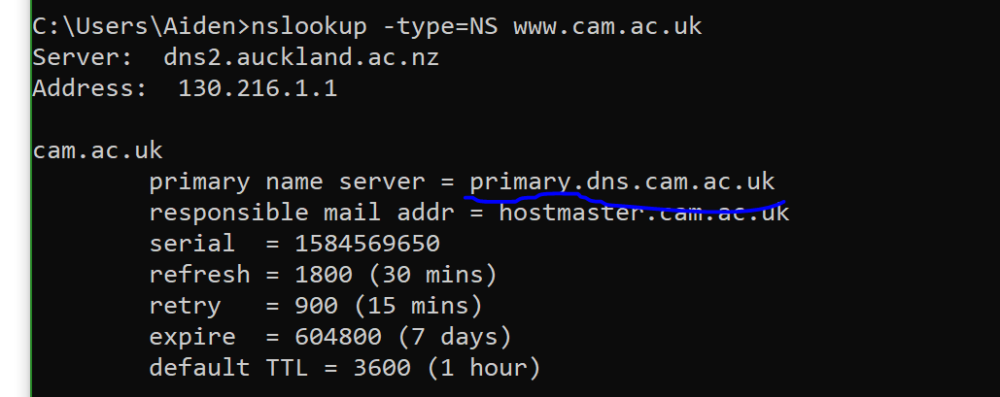 C:\Users\Aiden>nslookup -type=NS www.cam.ac.uk
Server:  dns2.auckland.ac.nz
Address:  130.216.1.1
cam.ac.uk
primary name server = primary.dns.cam.ac.uk
responsible mail addr = hostmaster.cam.ac.uk
serial  = 1584569650
refresh = 1800 (30 mins)
retry   = 900 (15 mins)
expire  = 604800 (7 days)
default TTL = 3600 (1 hour)